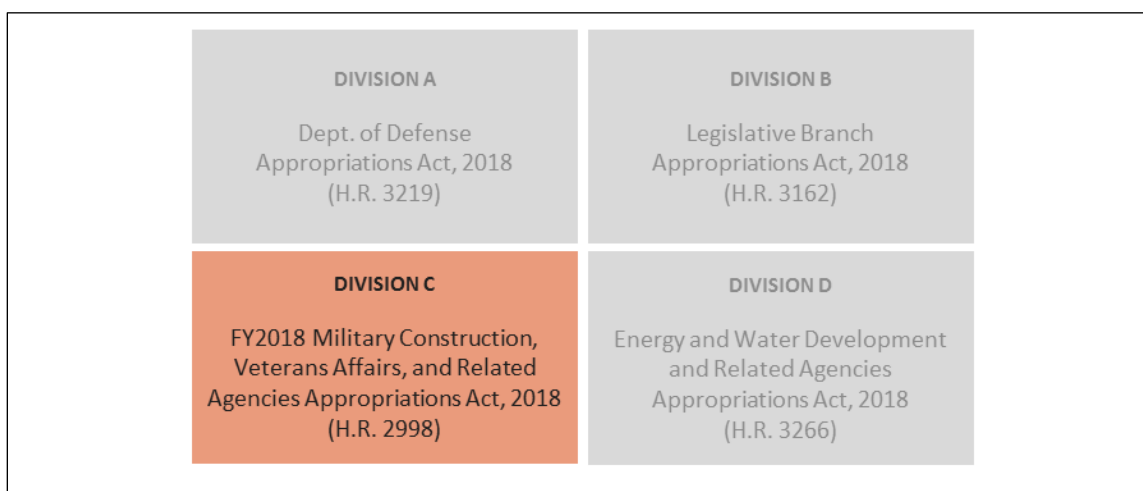 DIVISION A
Dept. of Defense
Appropriations Act, 2018
(H.R. 3219)
DIVISION B
Legislative Branch
Appropriations Act, 2018
(H.R. 3162)
DIVISION C
FY2018 Military Construction,
Veterans Affairs, and Related
Agencies Appropriations Act, 2018
(H.R. 2998)
DIVISION D
Energy and Water Development
and Related Agencies
Appropriations Act, 2018
(H.R. 3266)